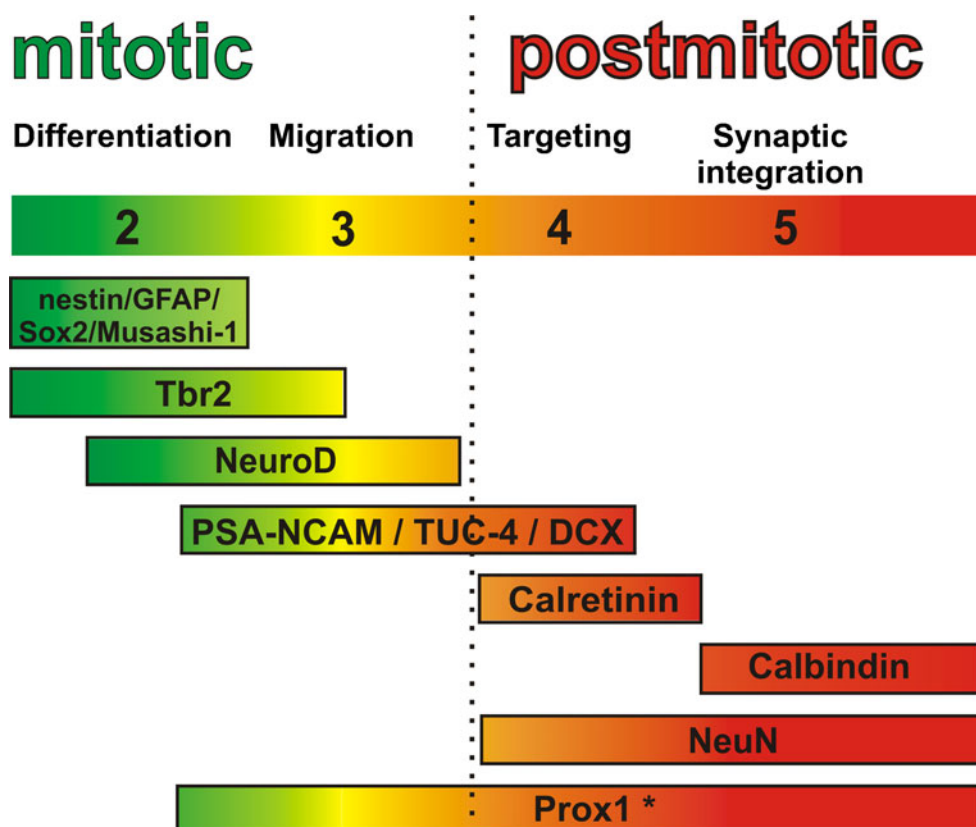 mitotic postmitotic
Differentiation Migration Targeting Synaptic
integration
2 3 4 5
nestin/GFAP/
Sox2/Musashi-1
Tbr2
NeuroD
PSA-NCAM / TUC-4 / DCX
Calretinin
Calbindin
NeuN
Prox1 *